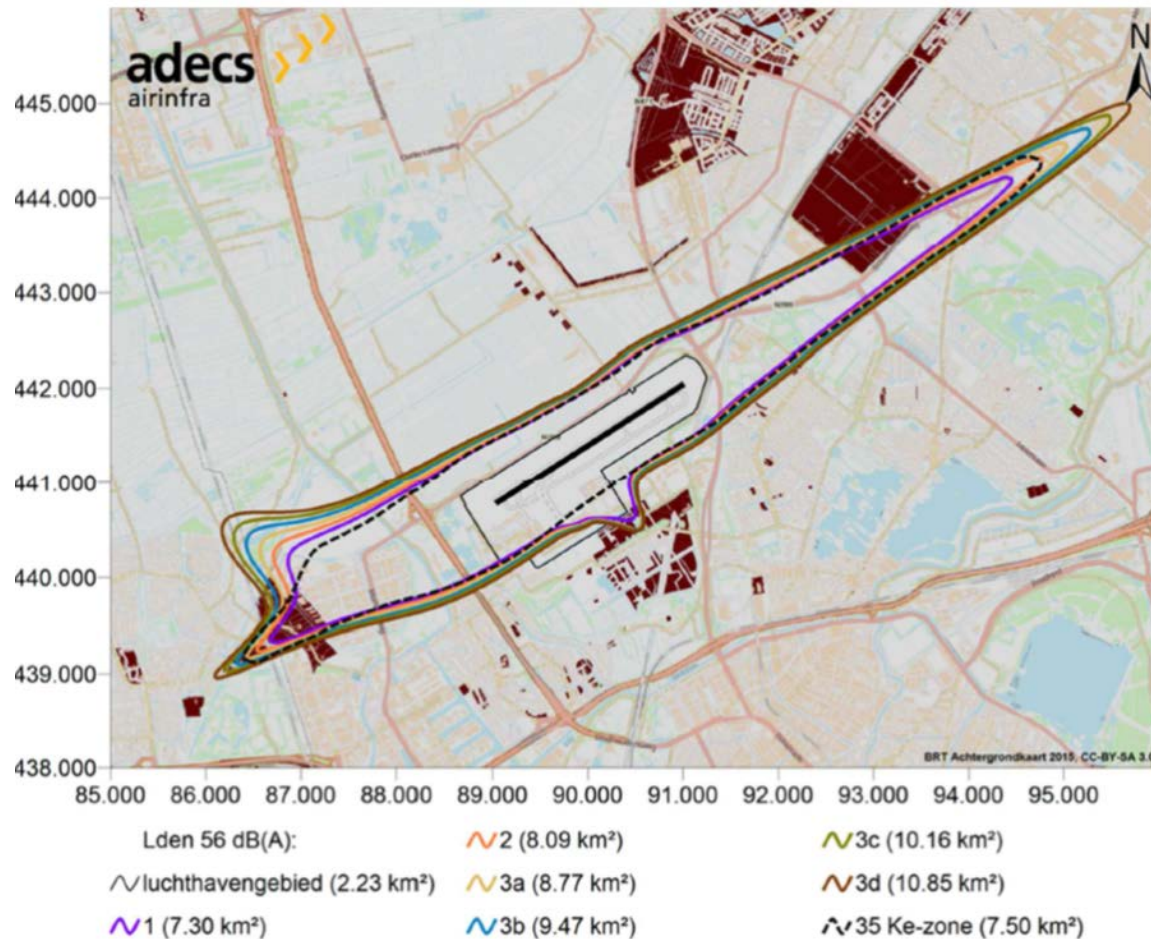 adecs
airinfra
N
445.000
444.000
443.000
442.000
441.000
440.000
439.000
438.000
BRT Achtergrondkaart 2015, CC-BY-SA 3.0
85.000 86.000 87.000 88.000 89.000 90.000 91.000 92.000 93.000 94.000 95.000
Lden 56 dB(A):
2 (8.09 km²)
3c (10.16 km²)
luchthavengebied (2.23 km²)
3a (8.77 km²)
3d (10.85 km²)
1 (7.30 km²)
3b (9.47 km²)
35 Ke-zone (7.50 km²)